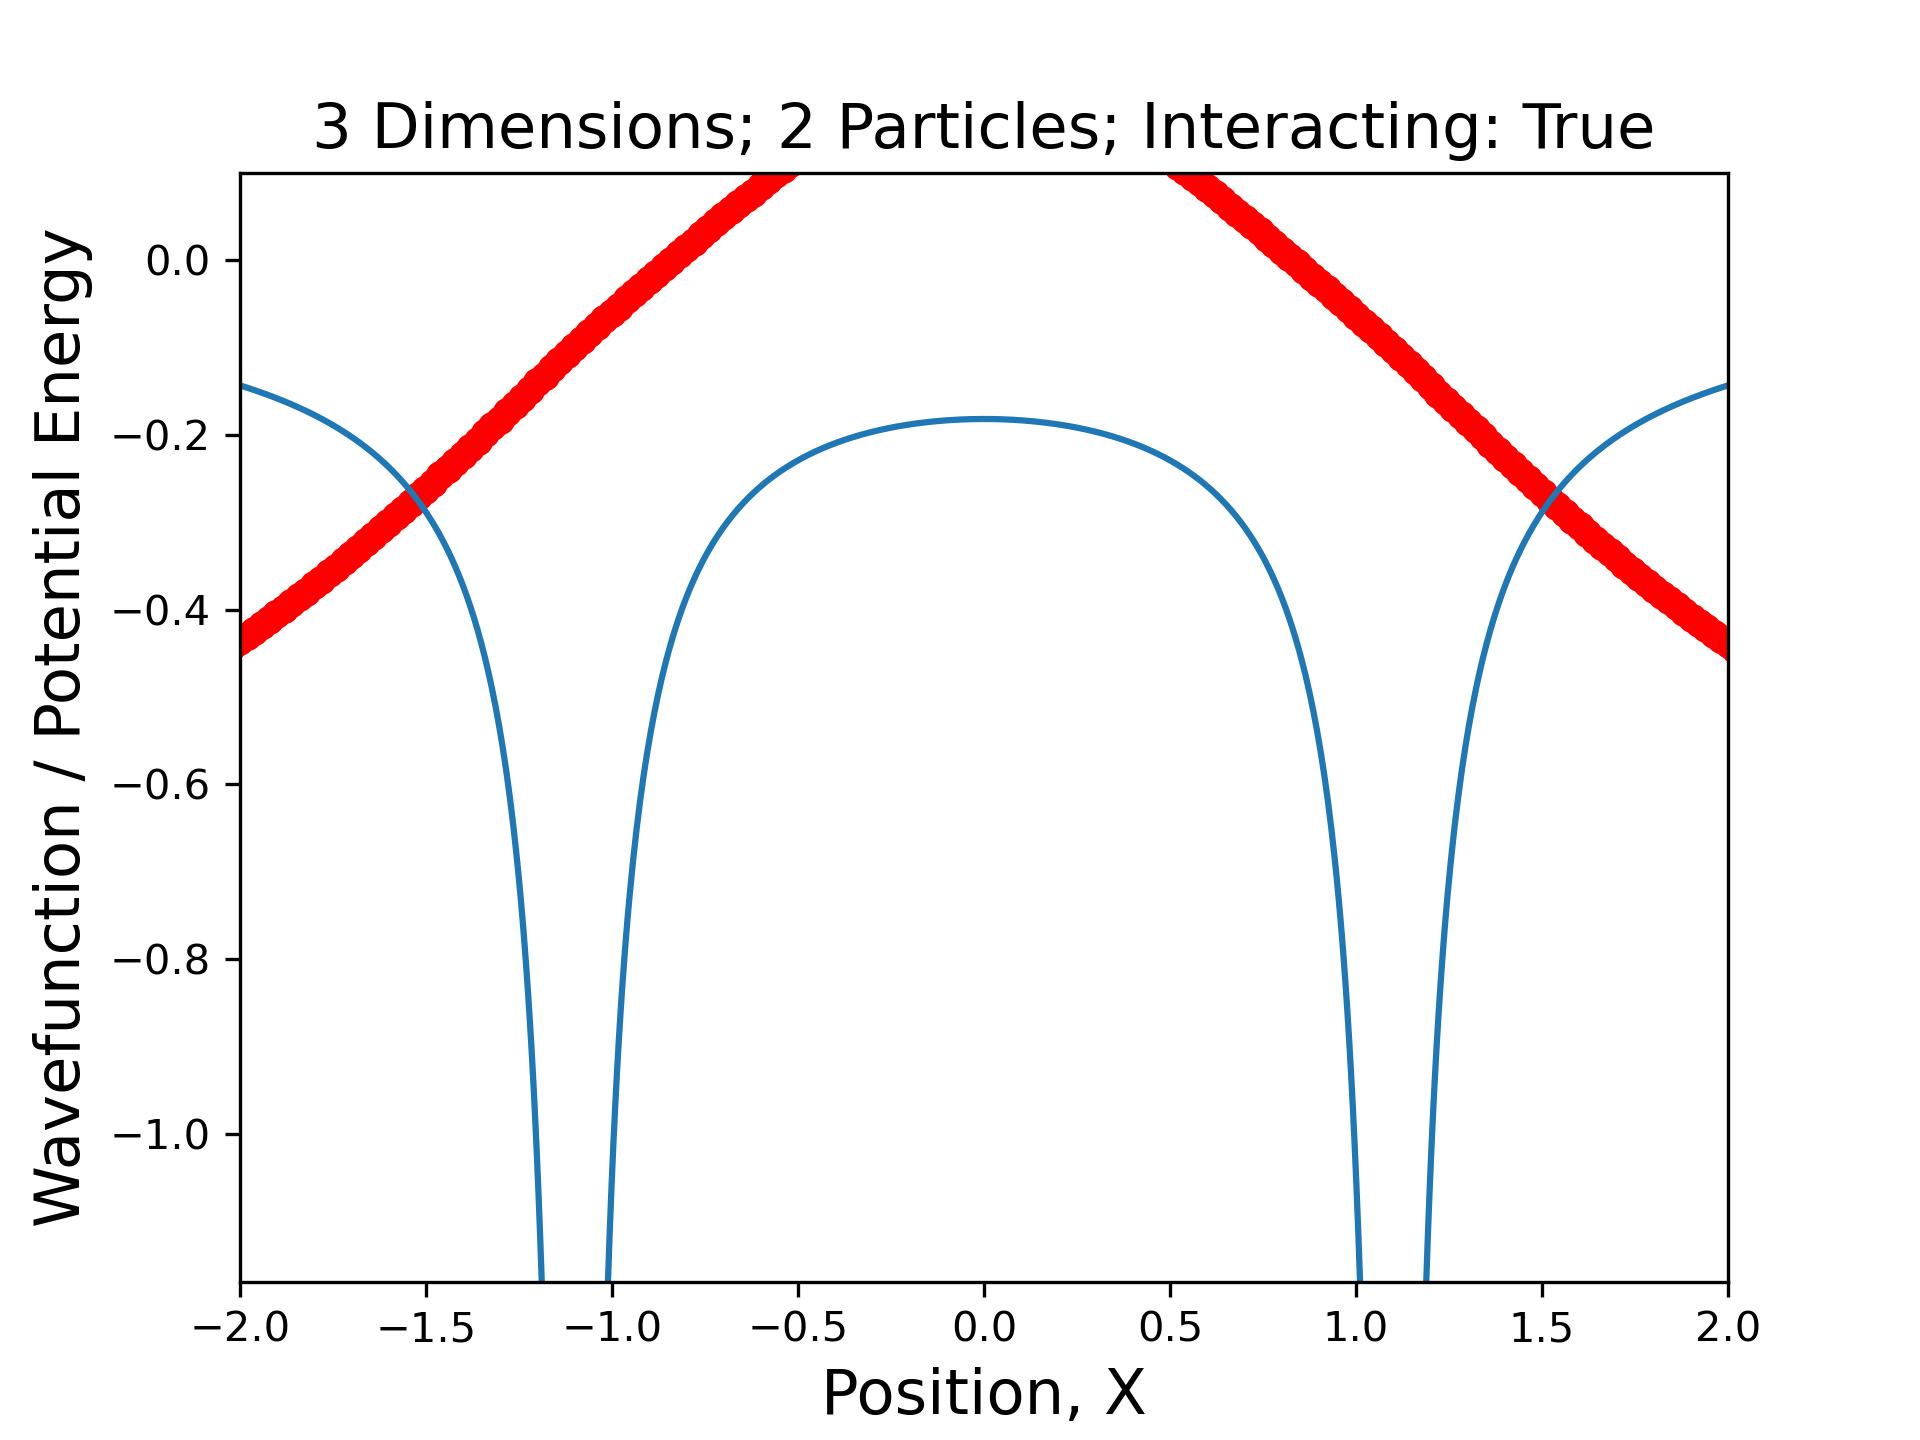 3 Dimensions; 2 Particles; Interacting: True
Wavefunction / Potential Energy
0.0
−0.2
−0.4
−0.6
−0.8
−1.0
−2.0 −1.5 −1.0 −0.5 0.0 0.5 1.0 1.5 2.0
Position, X